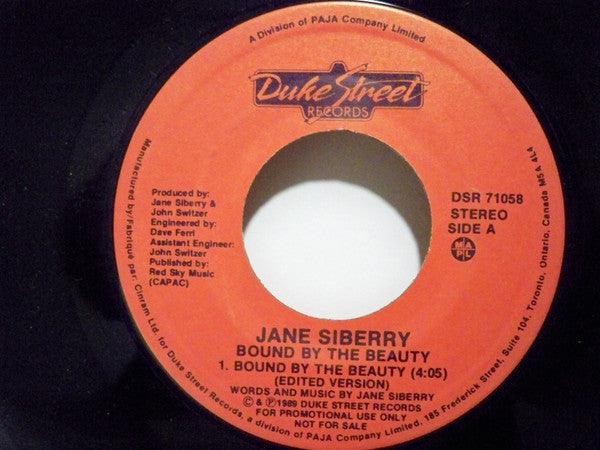 A Division of PAJA Company Limited
Duke Street
RECORDS
Produced by:
Jane Siberry &
John Switzer
Engineered by:
Dave Ferri
Assistant Engineer:
John Switzer
Published by:
Red Sky Music
(CAPAC)
DSR 71058
STEREO
SIDE A
MAPL
JANE SIBERRY
BOUND BY THE BEAUTY
1. BOUND BY THE BEAUTY (4:05)
(EDITED VERSION)
WORDS AND MUSIC BY JANE SIBERRY
© & ℗ 1989 DUKE STREET RECORDS
FOR PROMOTIONAL USE ONLY
NOT FOR SALE
Manufactured by/Fabriqué par: Cinram Ltd. for Duke Street Records, a division of PAJA Company Limited, 185 Frederick Street, Suite 104, Toronto, Ontario, Canada M5A 4L4